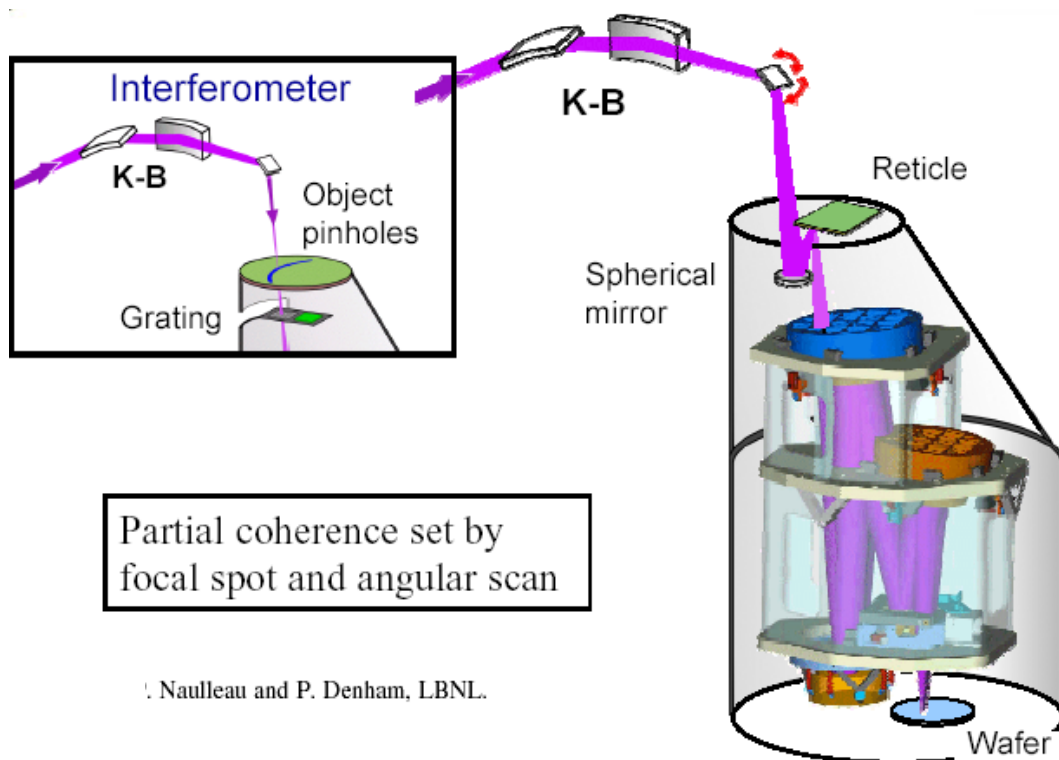 Interferometer
K-B
Object
pinholes
Grating
K-B
Reticle
Spherical
mirror
Partial coherence set by
focal spot and angular scan
. Naulleau and P. Denham, LBNL.
Wafer